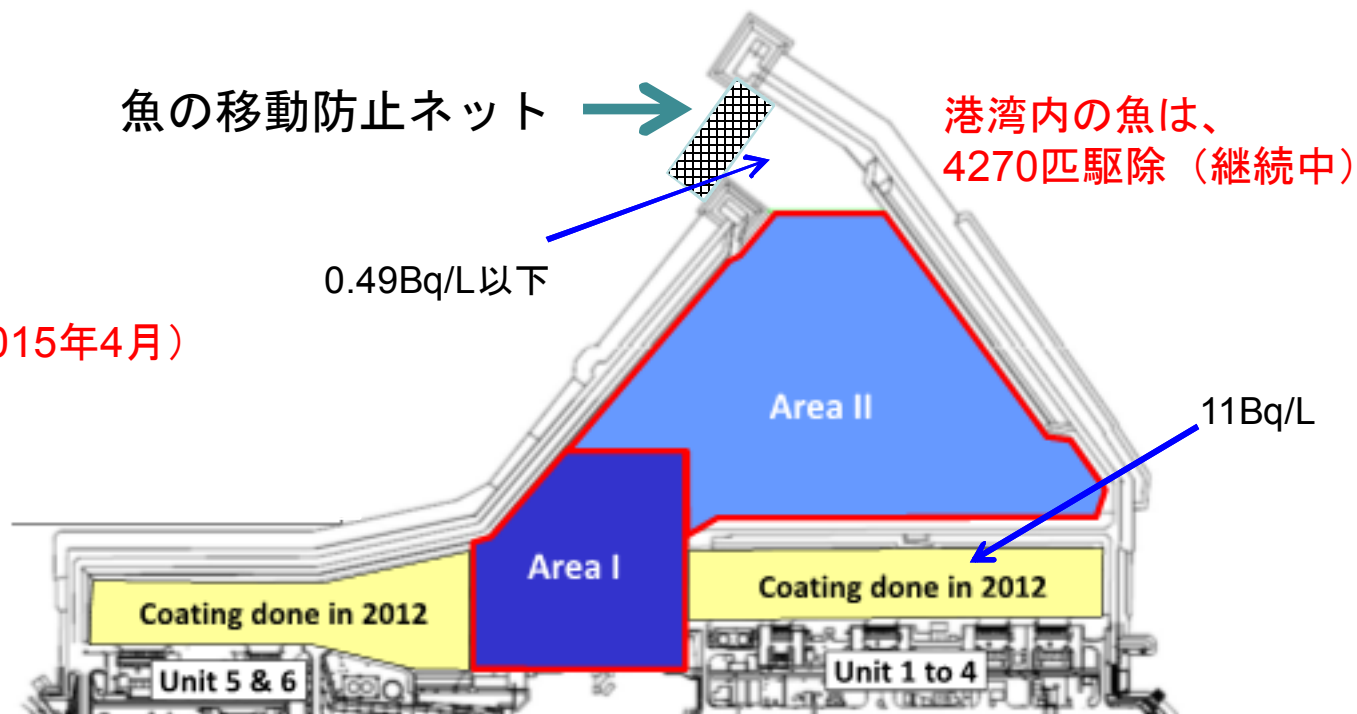 魚の移動防止ネット
港湾内の魚は、
4270匹駆除（継続中）
0.49Bq/L以下
015年4月）
Area II
11Bq/L
Area I
Coating done in 2012
Coating done in 2012
Unit 5 & 6
Unit 1 to 4